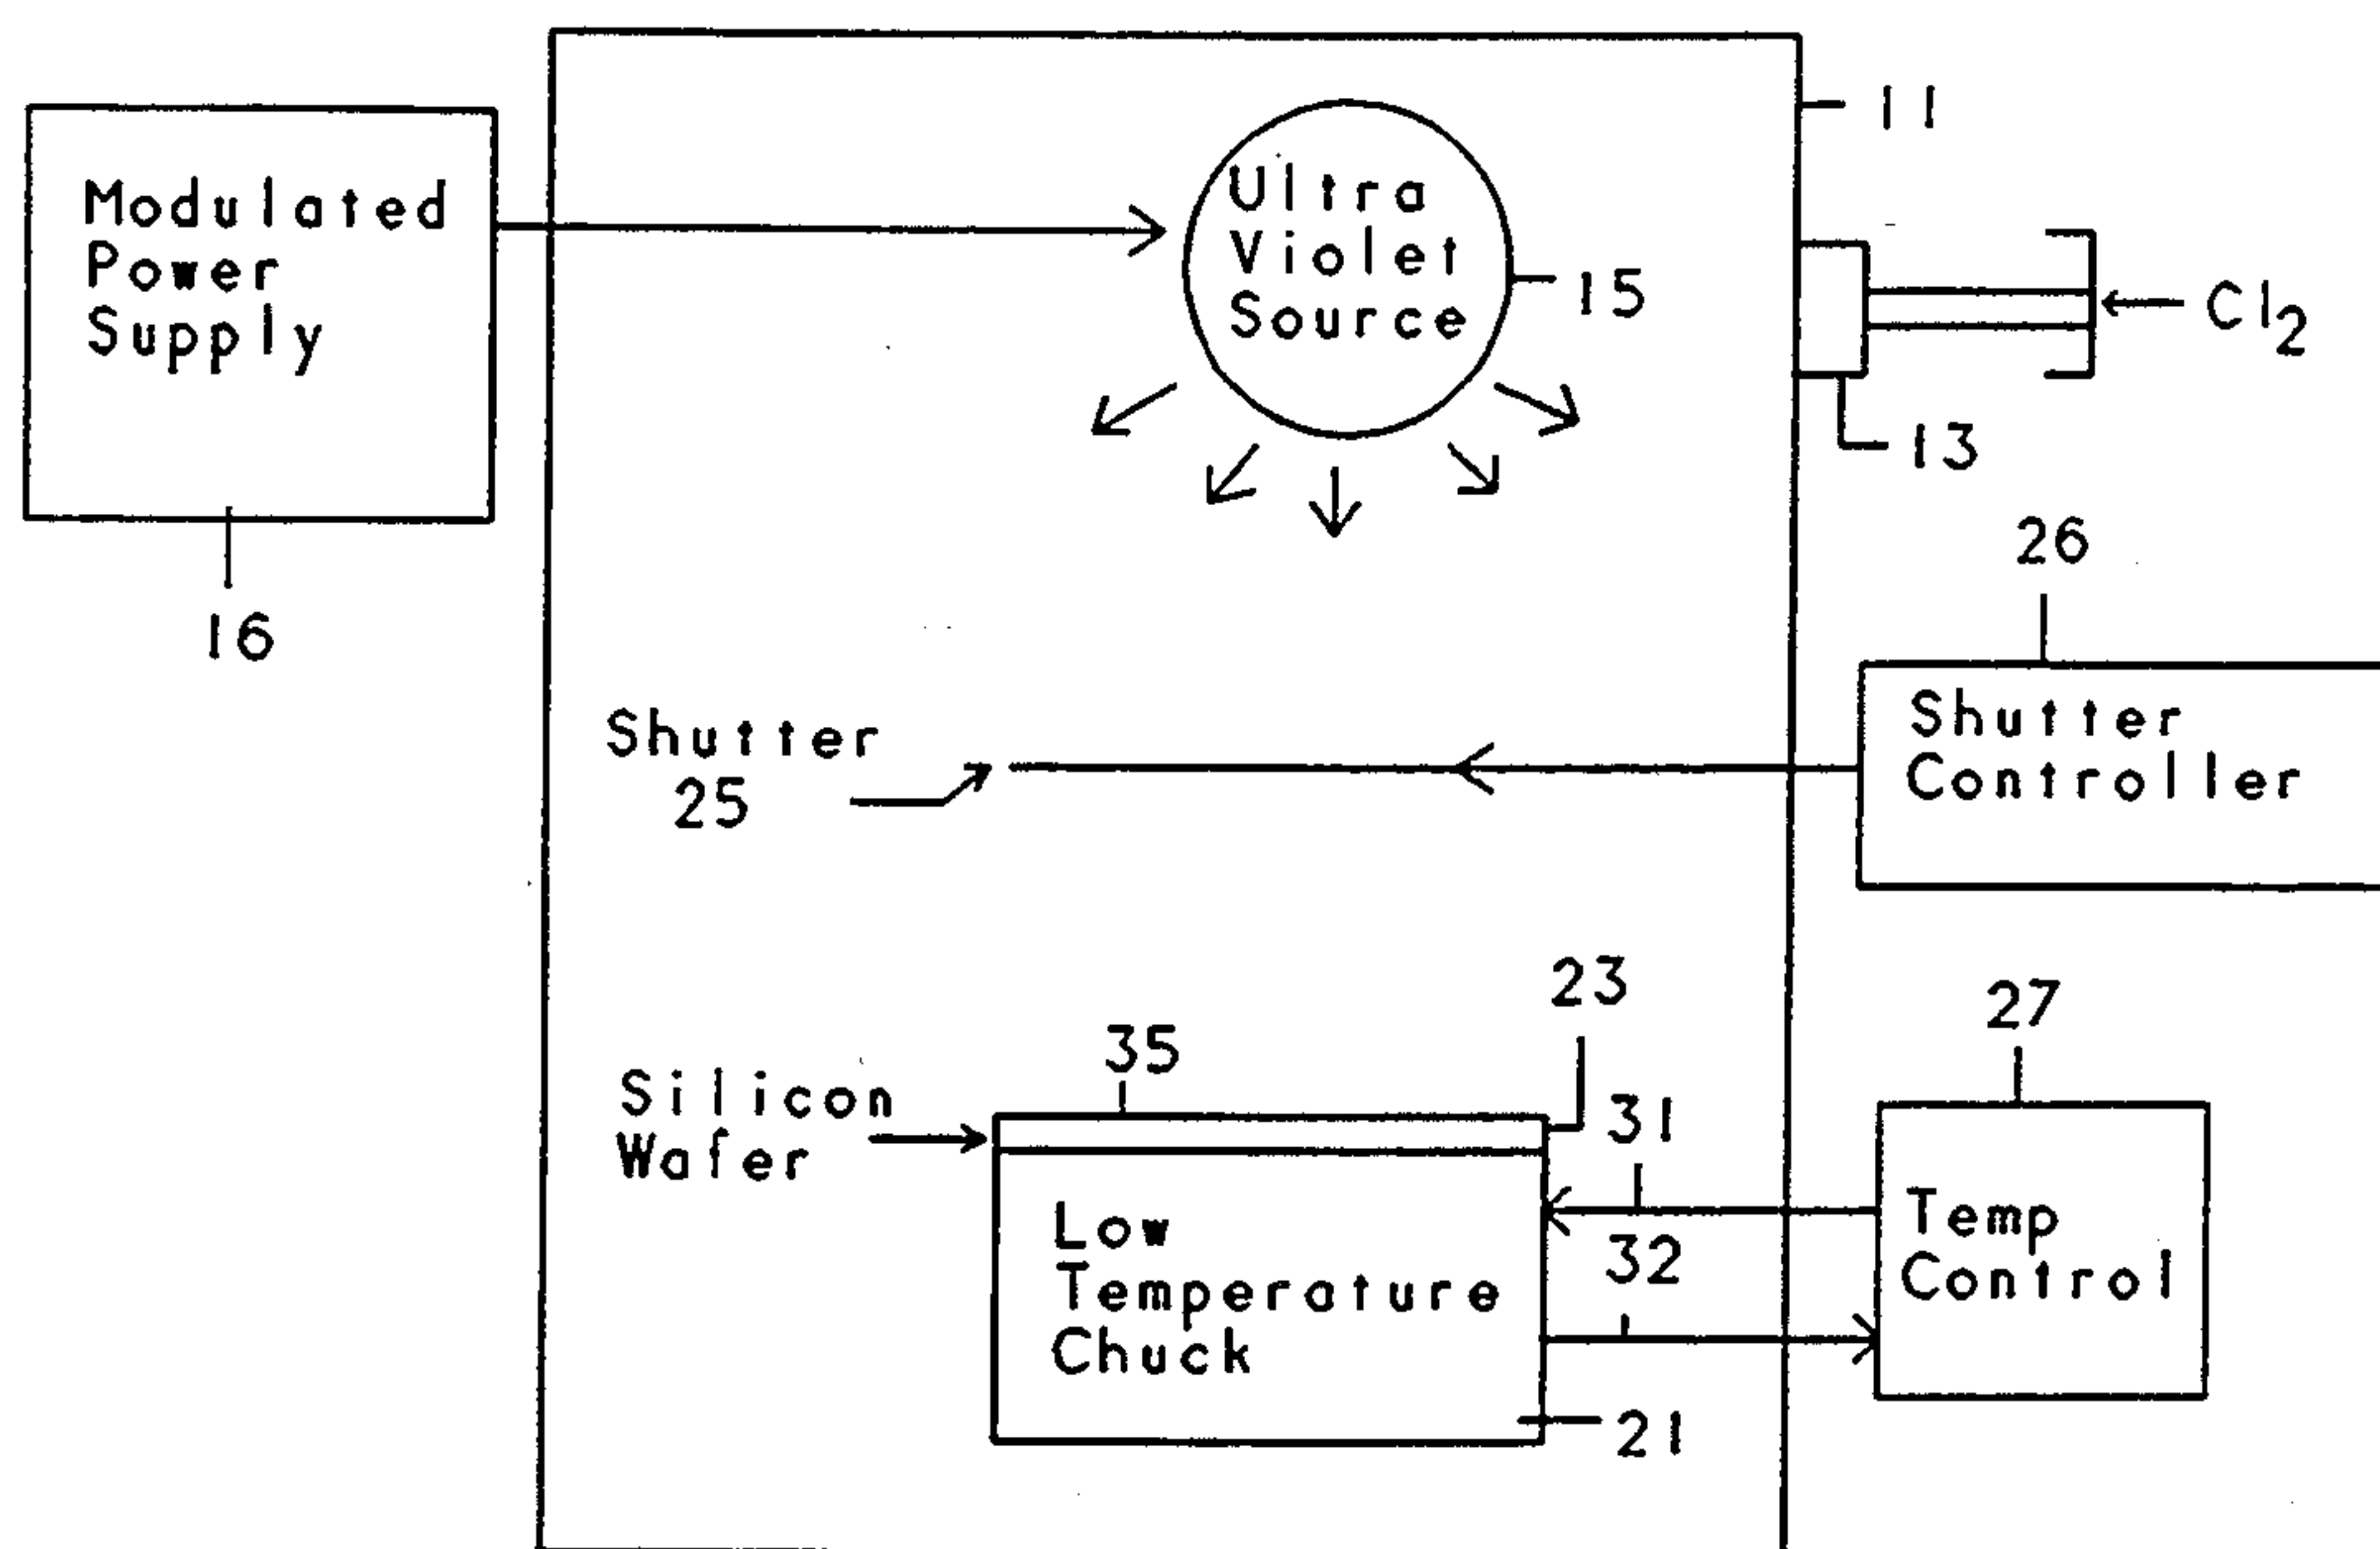 11
Modulated
Power
Supply
16
Ultra
Violet
Source
15
Cl2
13
26
Shutter
Controller
Shutter
25
23
27
35
Silicon
Wafer
31
32
Temp
Control
Low
Temperature
Chuck
21